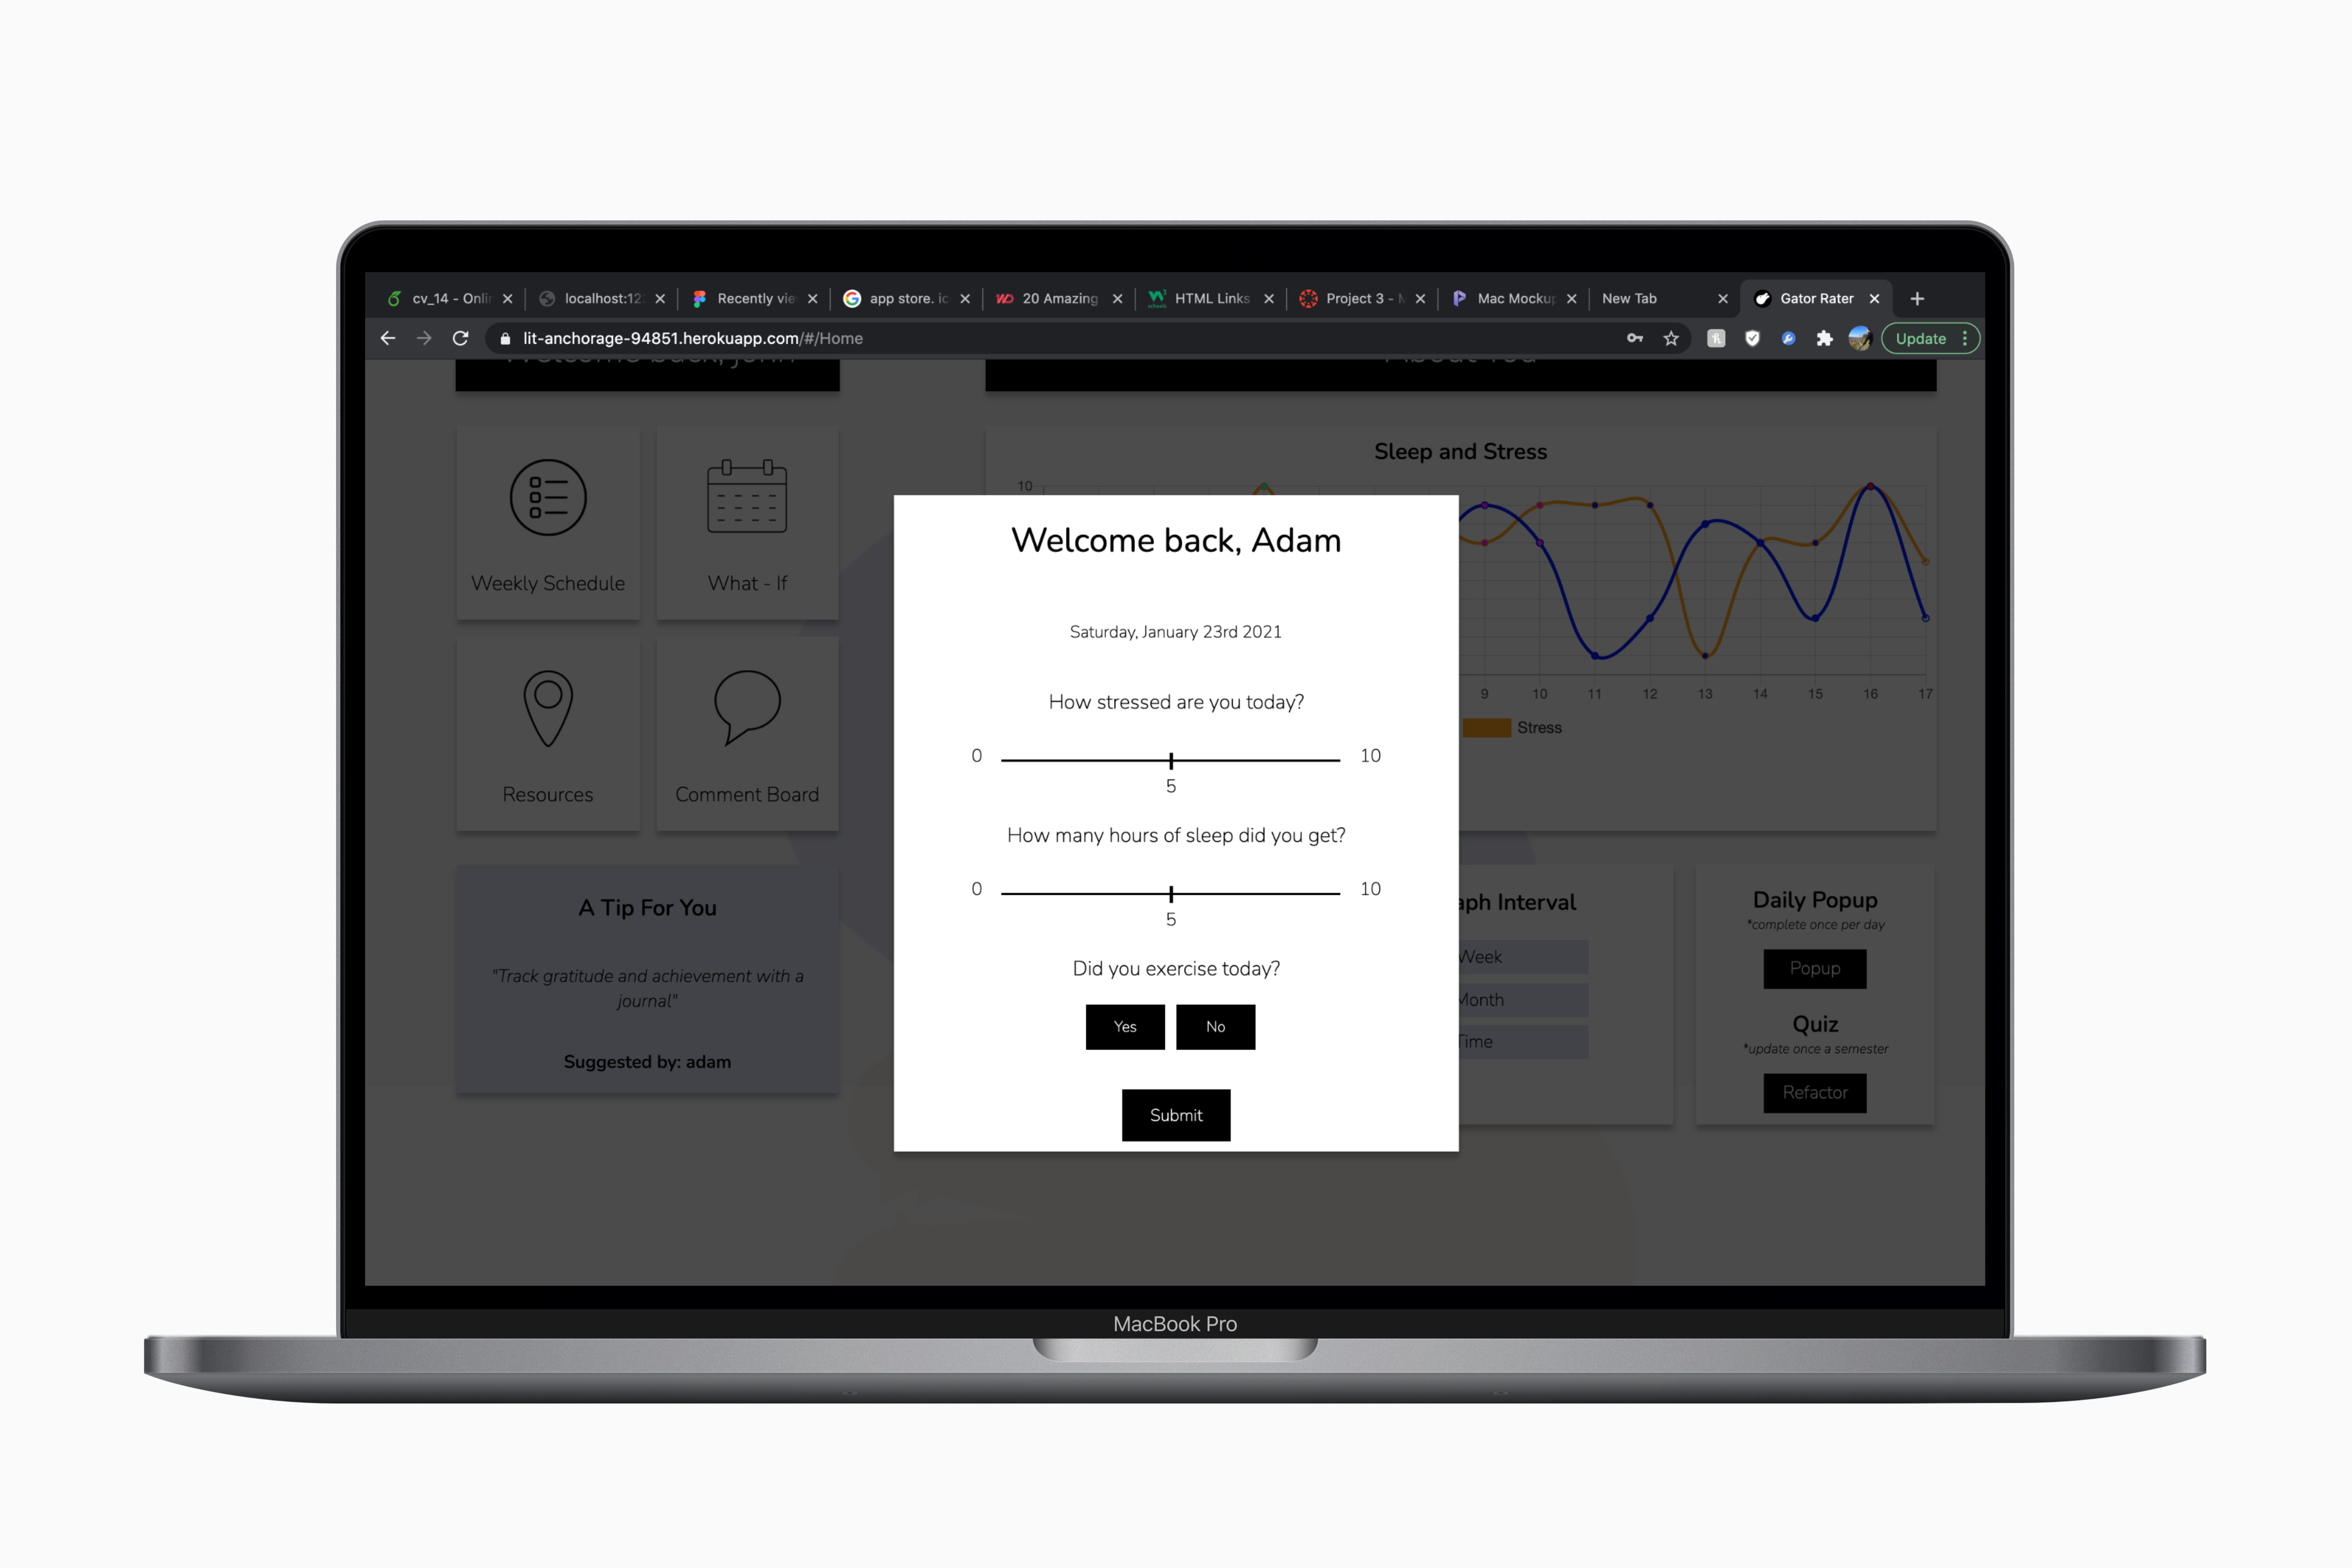 cv_14 - Onli
localhost:12
Recently vie
app store. ic
20 Amazing
HTML Links
Project 3 - M
Mac Mockup
New Tab
Gator Rater
lit-anchorage-94851.herokuapp.com/#/Home
Update
Welcome back, john
About You
Weekly Schedule
What - If
Resources
Comment Board
A Tip For You
"Track gratitude and achievement with a
journal"
Suggested by: adam
Sleep and Stress
10
9 10 11 12 13 14 15 16 17
Stress
Welcome back, Adam
Saturday, January 23rd 2021
How stressed are you today?
0 10
5
How many hours of sleep did you get?
0 10
5
Did you exercise today?
Yes No
Submit
aph Interval
Week
Month
Time
Daily Popup
*complete once per day
Popup
Quiz
*update once a semester
Refactor
MacBook Pro